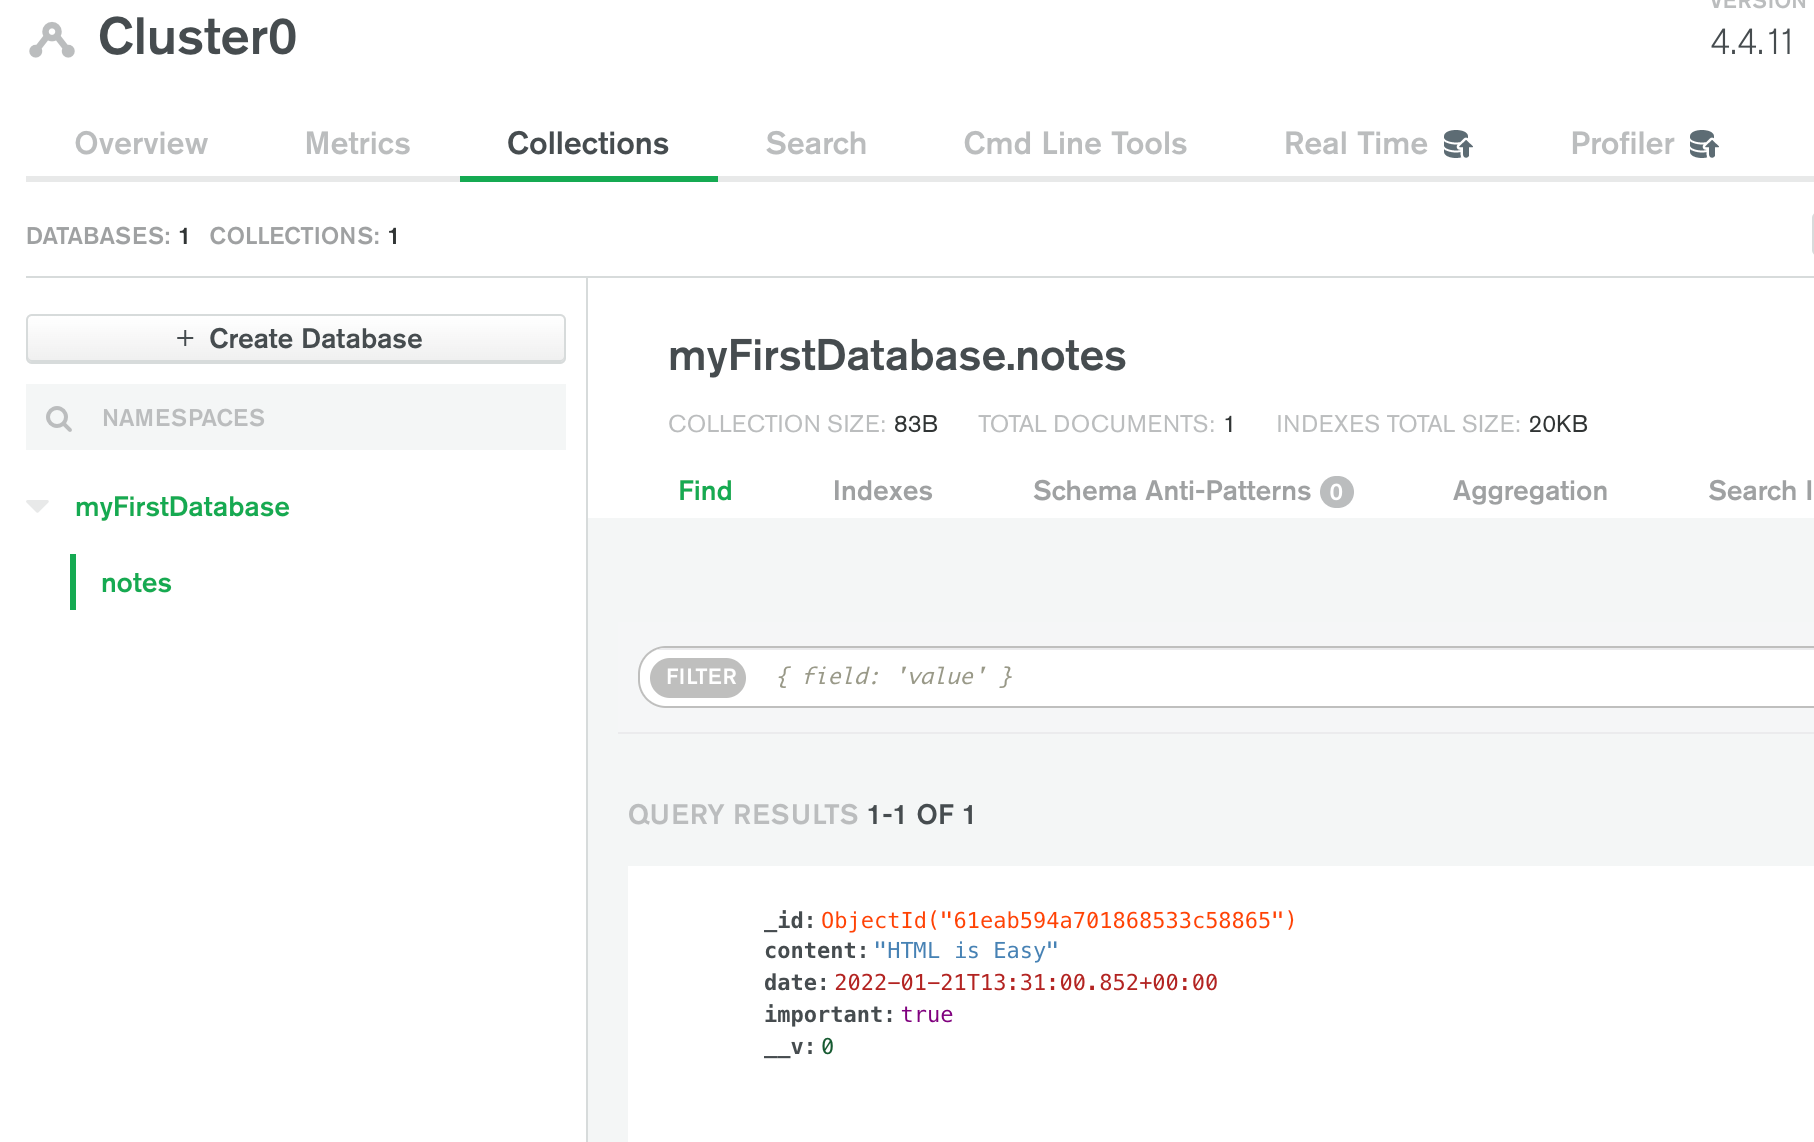 VERSION
Cluster0
4.4.11
Overview Metrics Collections Search Cmd Line Tools Real Time Profiler
DATABASES: 1 COLLECTIONS: 1
+ Create Database
NAMESPACES
myFirstDatabase
notes
myFirstDatabase.notes
COLLECTION SIZE: 83B TOTAL DOCUMENTS: 1 INDEXES TOTAL SIZE: 20KB
Find Indexes Schema Anti-Patterns 0 Aggregation Search I
FILTER { field: 'value' }
QUERY RESULTS 1-1 OF 1
_id: ObjectId("61eab594a701868533c58865")
content: "HTML is Easy"
date: 2022-01-21T13:31:00.852+00:00
important: true
__v: 0